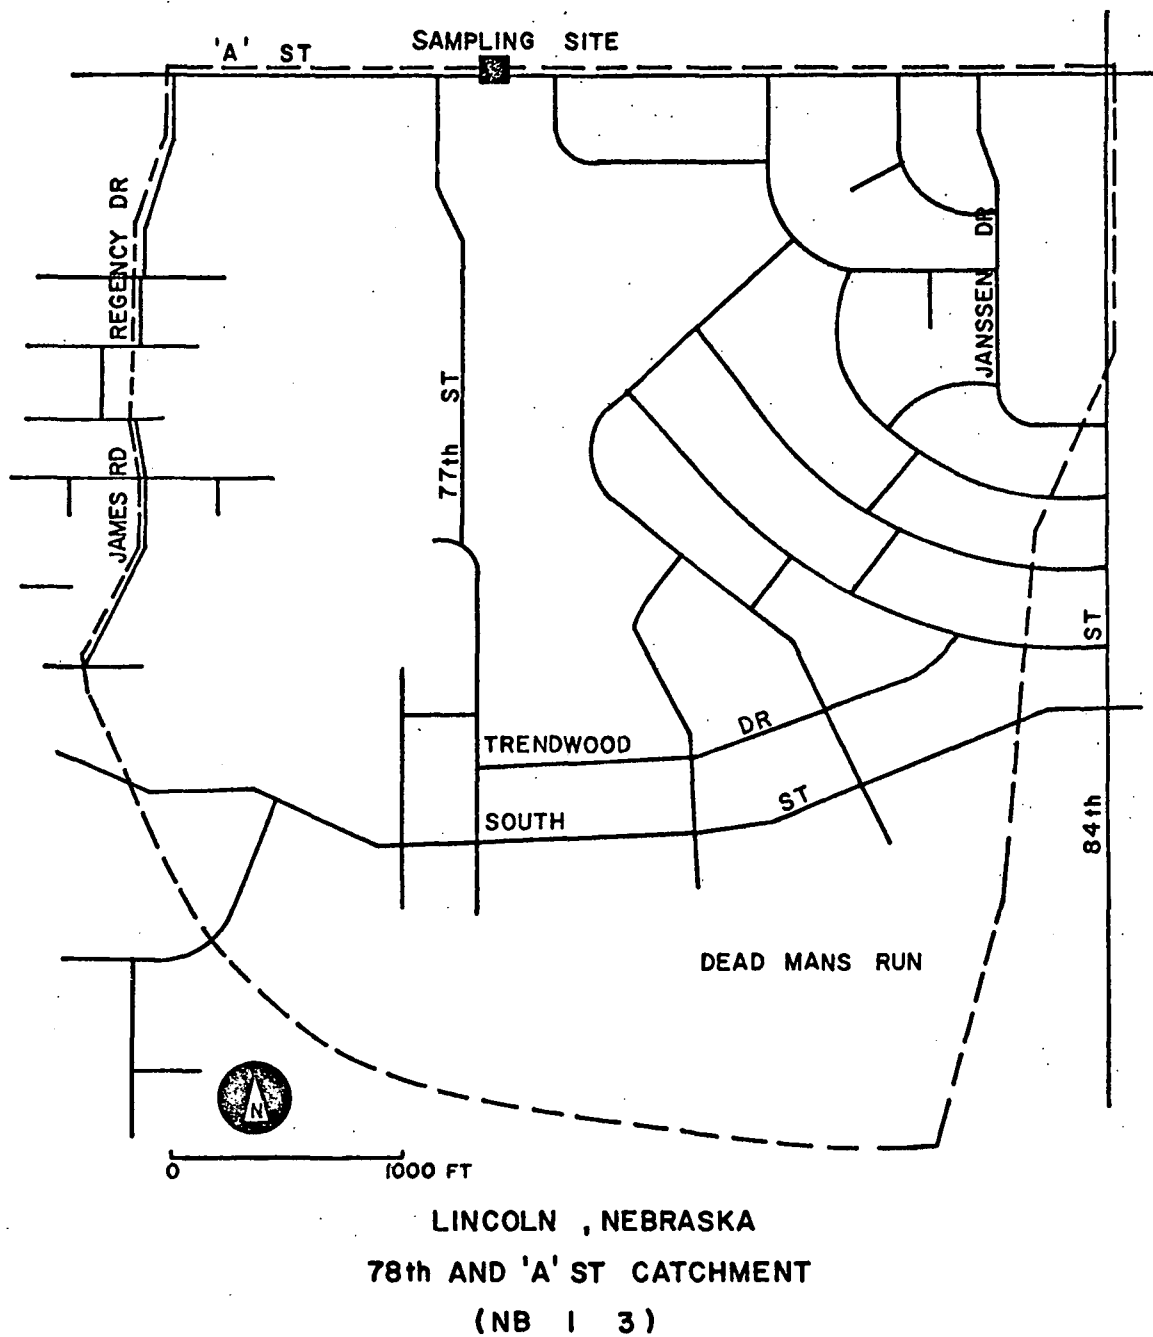 'A' ST
SAMPLING SITE
REGENCY DR
JANSSEN DR
77th ST
JAMES RD
ST
84th
TRENDWOOD DR
SOUTH ST
DEAD MANS RUN
N
0 1000 FT
LINCOLN , NEBRASKA
78th AND 'A' ST CATCHMENT
(NB 1 3)